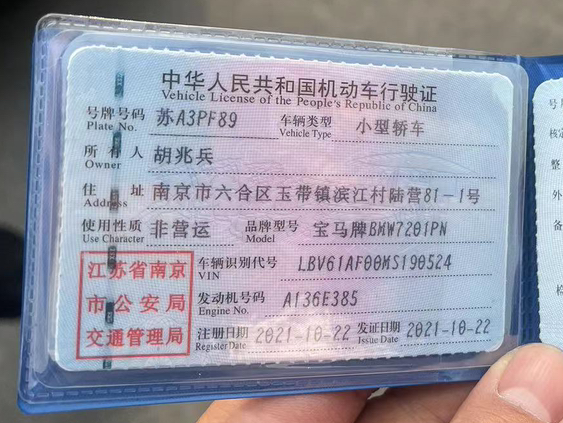 中华人民共和国机动车行驶证
Vehicle License of the People's Republic of China
号牌号码 Plate No. 苏A3PF89 车辆类型 Vehicle Type 小型轿车
所有人 Owner 胡兆兵
住址 Address 南京市六合区玉带镇滨江村陆营81-1号
使用性质 Use Character 非营运 品牌型号 Model 宝马牌BMW7201PN
江苏省南京
市公安局
交通管理局
车辆识别代号 VIN LBV61AF00MS190524
发动机号码 Engine No. A136E385
注册日期 Register Date 2021-10-22 发证日期 Issue Date 2021-10-22
号
核定
整
外
备
检